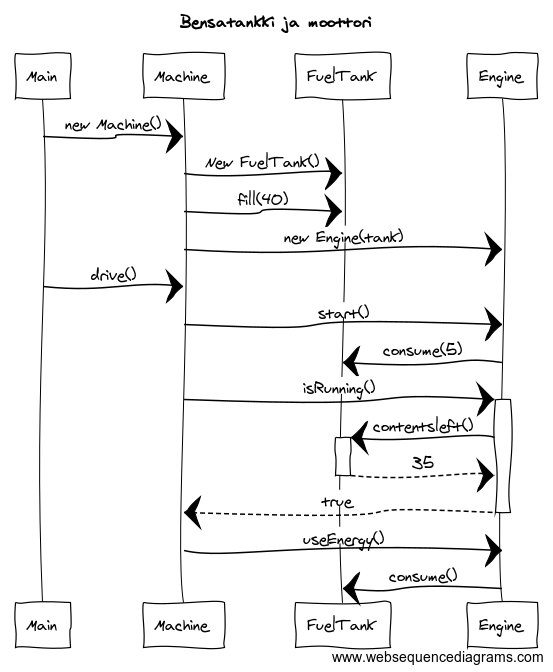 Bensatankki ja moottori
Main Machine FuelTank Engine
new Machine()
New FuelTank()
fill(40)
new Engine(tank)
drive()
start()
consume(5)
isRunning()
contentsleft()
35
true
useEnergy()
consume()
Main Machine FuelTank Engine
www.websequencediagrams.com